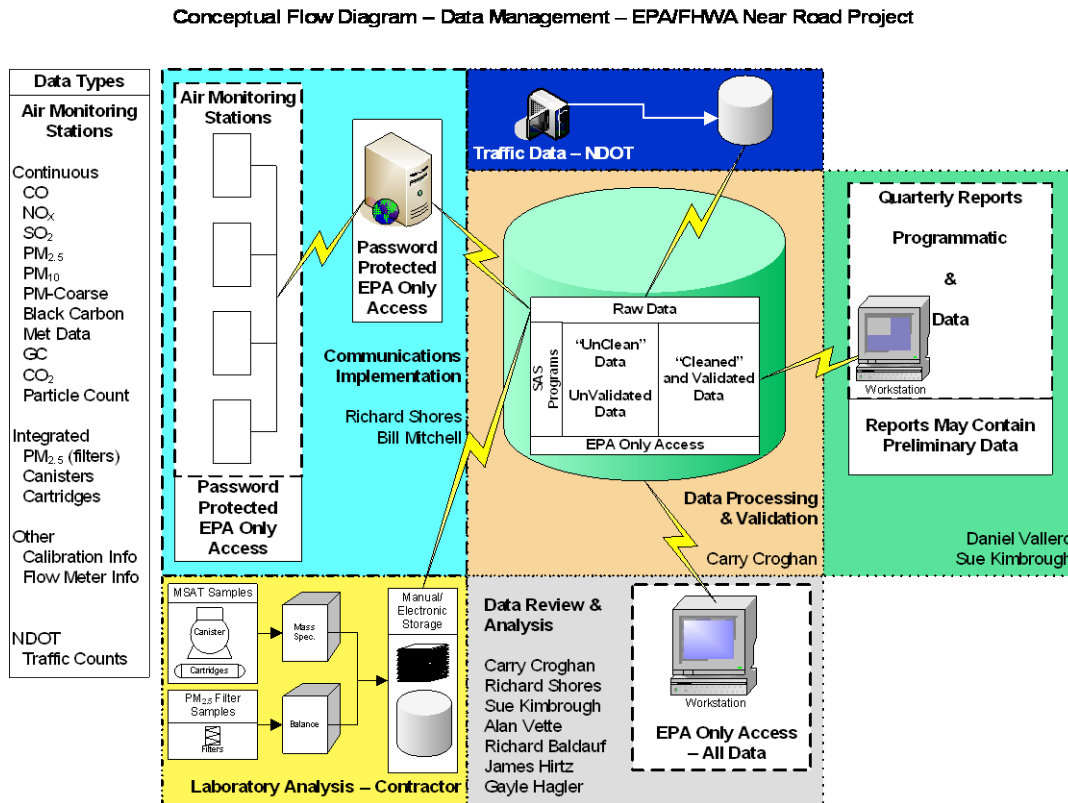 Conceptual Flow Diagram – Data Management – EPA/FHWA Near Road Project
Data Types
Air Monitoring
Stations
Continuous
CO
NOX
SO2
PM2.5
PM10
PM-Coarse
Black Carbon
Met Data
GC
CO2
Particle Count
Integrated
PM2.5 (filters)
Canisters
Cartridges
Other
Calibration Info
Flow Meter Info
NDOT
Traffic Counts
Air Monitoring
Stations
Password
Protected
EPA Only
Access
Password
Protected
EPA Only
Access
Communications
Implementation
Richard Shores
Bill Mitchell
Traffic Data – NDOT
Raw Data
SAS
Programs
“UnClean”
Data
UnValidated
Data
“Cleaned”
and Validated
Data
EPA Only Access
Data Processing
& Validation
Carry Croghan
Quarterly Reports
Programmatic
&
Data
Workstation
Reports May Contain
Preliminary Data
Daniel Vallero
Sue Kimbrough
MSAT Samples
Canister
Cartridges
Mass
Spec.
PM2.5 Filter
Samples
Filters
Balance
Manual/
Electronic
Storage
Laboratory Analysis – Contractor
Data Review &
Analysis
Carry Croghan
Richard Shores
Sue Kimbrough
Alan Vette
Richard Baldauf
James Hirtz
Gayle Hagler
Workstation
EPA Only Access
– All Data